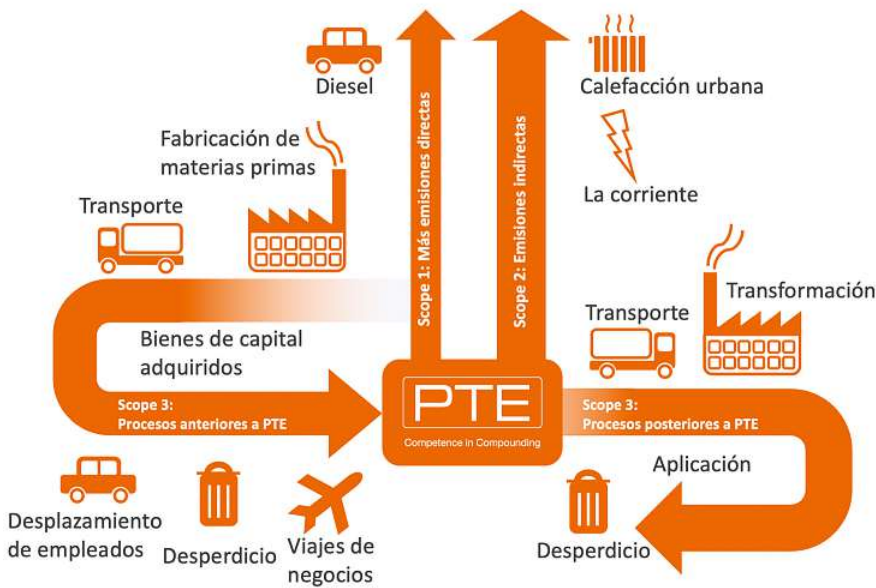 Diesel
Calefacción urbana
Fabricación de
materias primas
La corriente
Transporte
Scope 1: Más emisiones directas
Scope 2: Emisiones indirectas
Transformación
Transporte
Bienes de capital
adquiridos
Scope 3:
Procesos anteriores a PTE
PTE
Competence in Compounding
Scope 3:
Procesos posteriores a PTE
Aplicación
Desplazamiento
de empleados
Desperdicio
Viajes de
negocios
Desperdicio